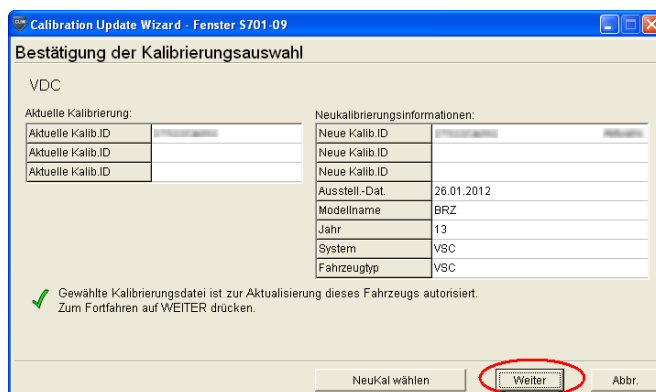 Calibration Update Wizard - Fenster S701-09
Bestätigung der Kalibrierungsauswahl
VDC
Aktuelle Kalibrierung:
Aktuelle Kalib.ID
Aktuelle Kalib.ID
Aktuelle Kalib.ID
Neukalibrierungsinformationen:
Neue Kalib.ID
Neue Kalib.ID
Neue Kalib.ID
Ausstell.-Dat. 26.01.2012
Modellname BRZ
Jahr 13
System VSC
Fahrzeugtyp VSC
Gewählte Kalibrierungsdatei ist zur Aktualisierung dieses Fahrzeugs autorisiert.
Zum Fortfahren auf WEITER drücken.
NeuKal wählen Weiter Abbr.